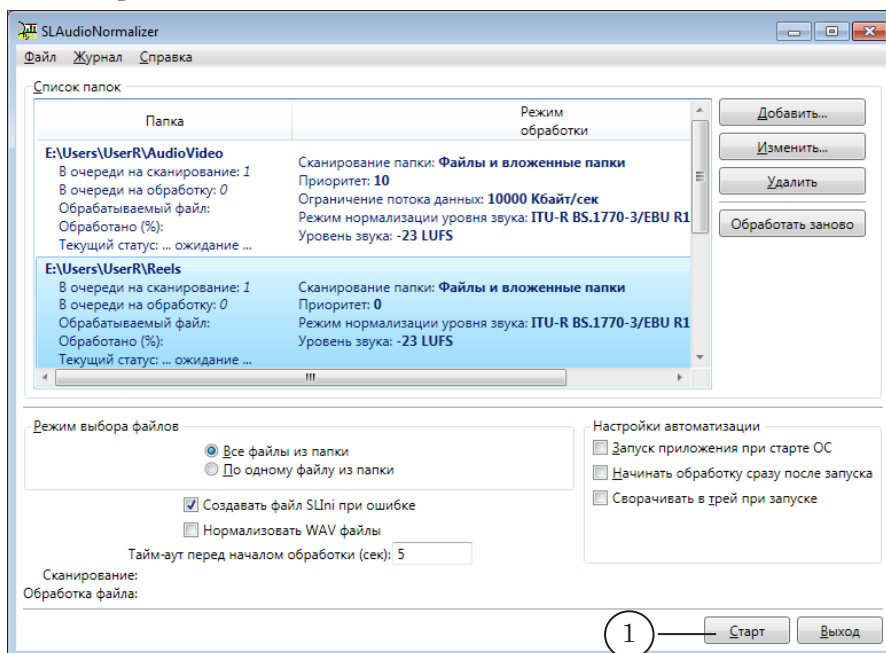 SLAudioNormalizer
Файл Журнал Справка
Список папок
Папка
Режим
обработки
E:\Users\UserR\AudioVideo
В очереди на сканирование: 1
В очереди на обработку: 0
Обрабатываемый файл:
Обработано (%):
Текущий статус: ... ожидание ...
Сканирование папки: Файлы и вложенные папки
Приоритет: 10
Ограничение потока данных: 10000 Кбайт/сек
Режим нормализации уровня звука: ITU-R BS.1770-3/EBU R1
Уровень звука: -23 LUFS
E:\Users\UserR\Reels
В очереди на сканирование: 1
В очереди на обработку: 0
Обрабатываемый файл:
Обработано (%):
Текущий статус: ... ожидание ...
Сканирование папки: Файлы и вложенные папки
Приоритет: 0
Режим нормализации уровня звука: ITU-R BS.1770-3/EBU R1
Уровень звука: -23 LUFS
Добавить...
Изменить...
Удалить
Обработать заново
Режим выбора файлов
Все файлы из папки
По одному файлу из папки
Создавать файл SLIni при ошибке
Нормализовать WAV файлы
Тайм-аут перед началом обработки (сек): 5
Сканирование:
Обработка файла:
Настройки автоматизации
Запуск приложения при старте ОС
Начинать обработку сразу после запуска
Сворачивать в трей при запуске
1
Старт
Выход